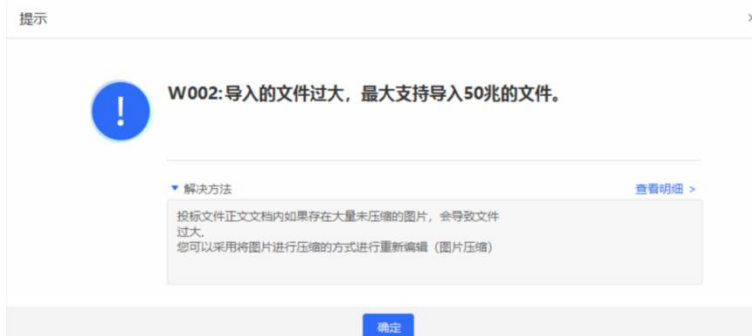 提示
W002:导入的文件过大，最大支持导入50兆的文件。
解决方法
查看明细 >
投标文件正文文档内如果存在大量未压缩的图片，会导致文件
过大.
您可以采用将图片进行压缩的方式进行重新编辑（图片压缩）
确定